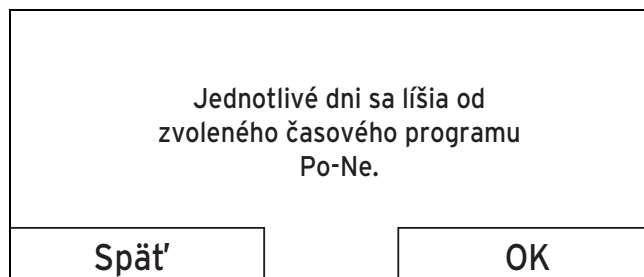 Jednotlivé dni sa líšia od
zvoleného časového programu
Po-Ne.
Späť
OK